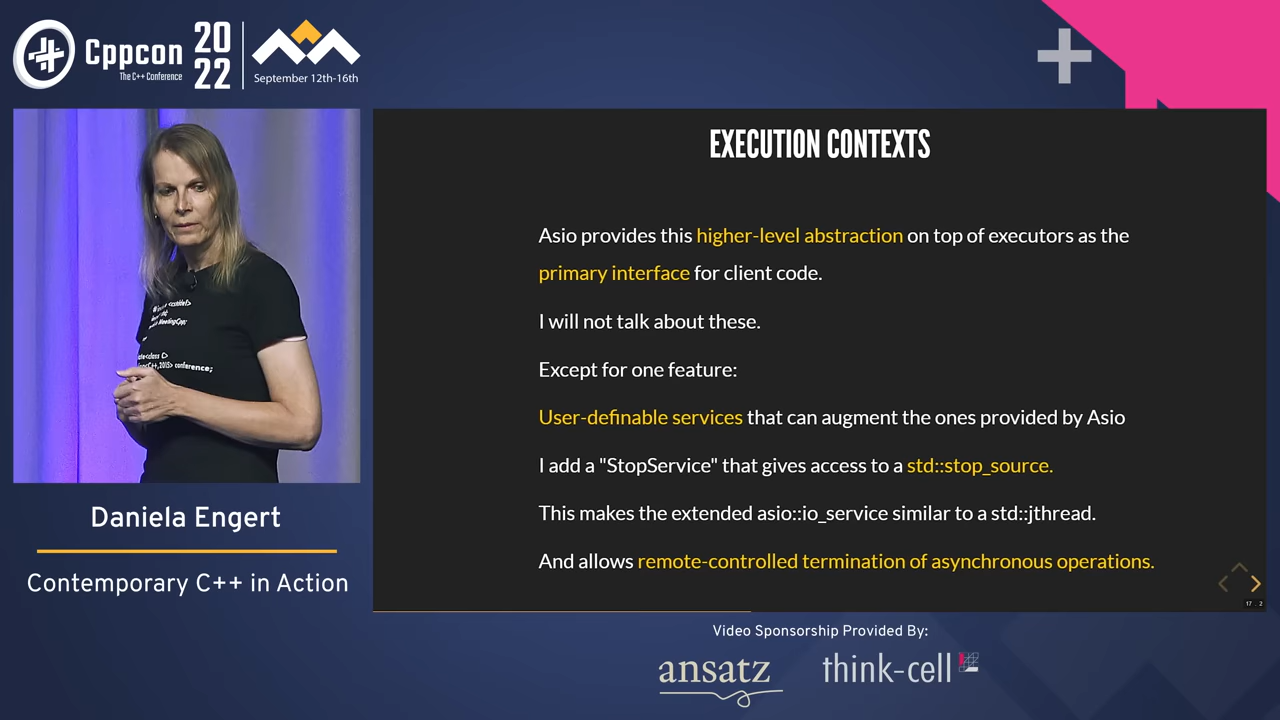 Cppcon
The C++ Conference
20
22
September 12th-16th
EXECUTION CONTEXTS
Asio provides this higher-level abstraction on top of executors as the
primary interface for client code.
I will not talk about these.
Except for one feature:
User-definable services that can augment the ones provided by Asio
I add a "StopService" that gives access to a std::stop_source.
This makes the extended asio::io_service similar to a std::jthread.
And allows remote-controlled termination of asynchronous operations.
17 . 2
conference;
Daniela Engert
Contemporary C++ in Action
Video Sponsorship Provided By:
ansatz
think-cell